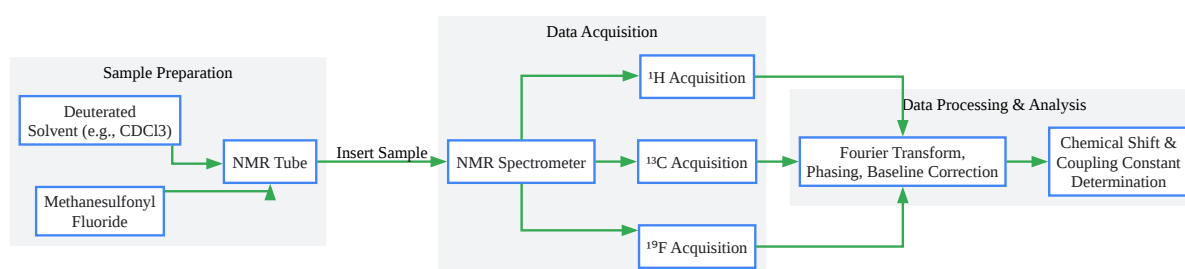 Sample Preparation
Deuterated
Solvent (e.g., CDCl3)
Methanesulfonyl
Fluoride
NMR Tube
Insert Sample
Data Acquisition
NMR Spectrometer
¹H Acquisition
¹³C Acquisition
¹⁹F Acquisition
Data Processing & Analysis
Fourier Transform,
Phasing, Baseline Correction
Chemical Shift &
Coupling Constant
Determination